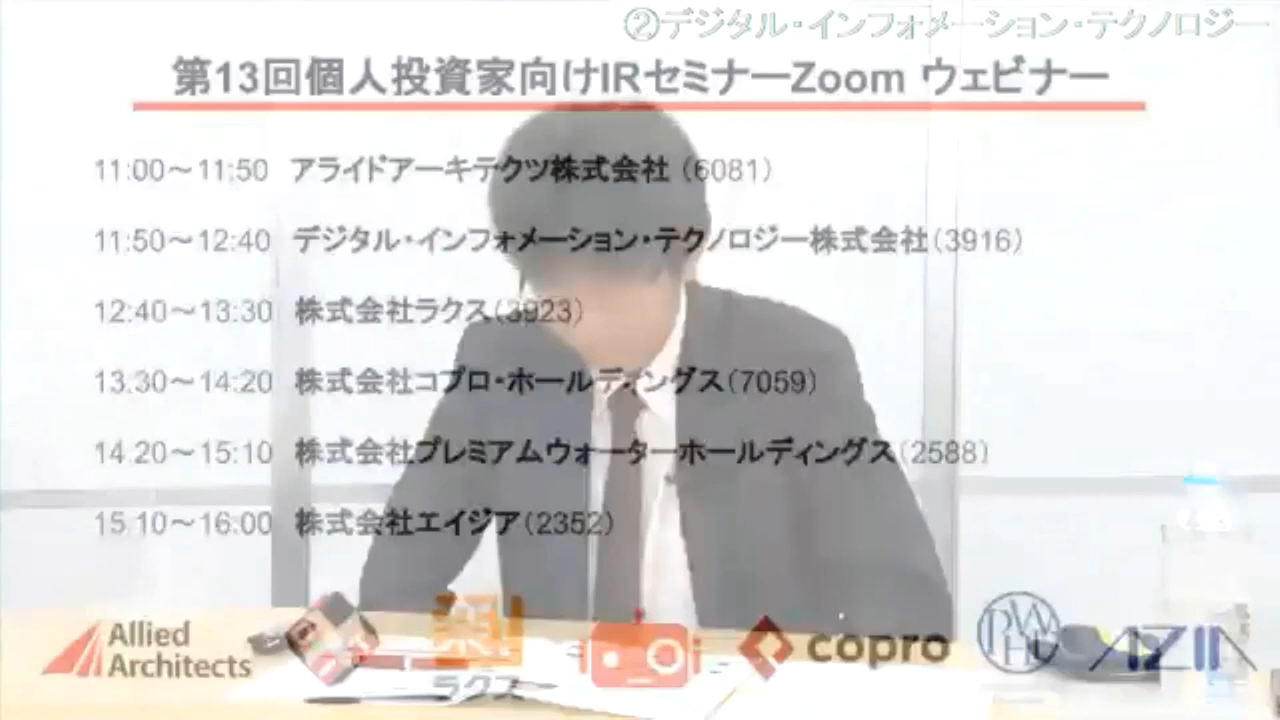 ②デジタル・インフォメーション・テクノロジー
第13回個人投資家向けIRセミナーZoom ウェビナー
11:00～11:50 アライドアーキテクツ株式会社（6081）
11:50～12:40 デジタル・インフォメーション・テクノロジー株式会社（3916）
12:40～13:30 株式会社ラクス（3923）
13.30～14:20 株式会社コプロ・ホールディングス（7059）
14.20～15:10 株式会社プレミアムウォーターホールディングス（2588）
15.10～16:00 株式会社エイジア（2352）
Allied
Architects
楽!
ラクス
copro
PWHD
AZIA